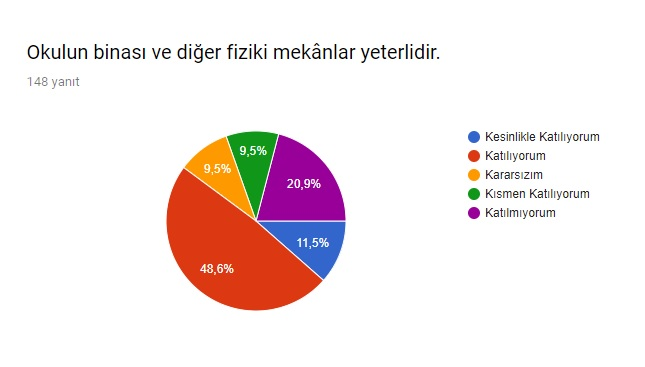 Okulun binası ve diğer fiziki mekânlar yeterlidir.
148 yanıt
Kesinlikle Katılıyorum
Katılıyorum
Kararsızım
Kısmen Katılıyorum
Katılmıyorum
9,5%
9,5%
20,9%
11,5%
48,6%